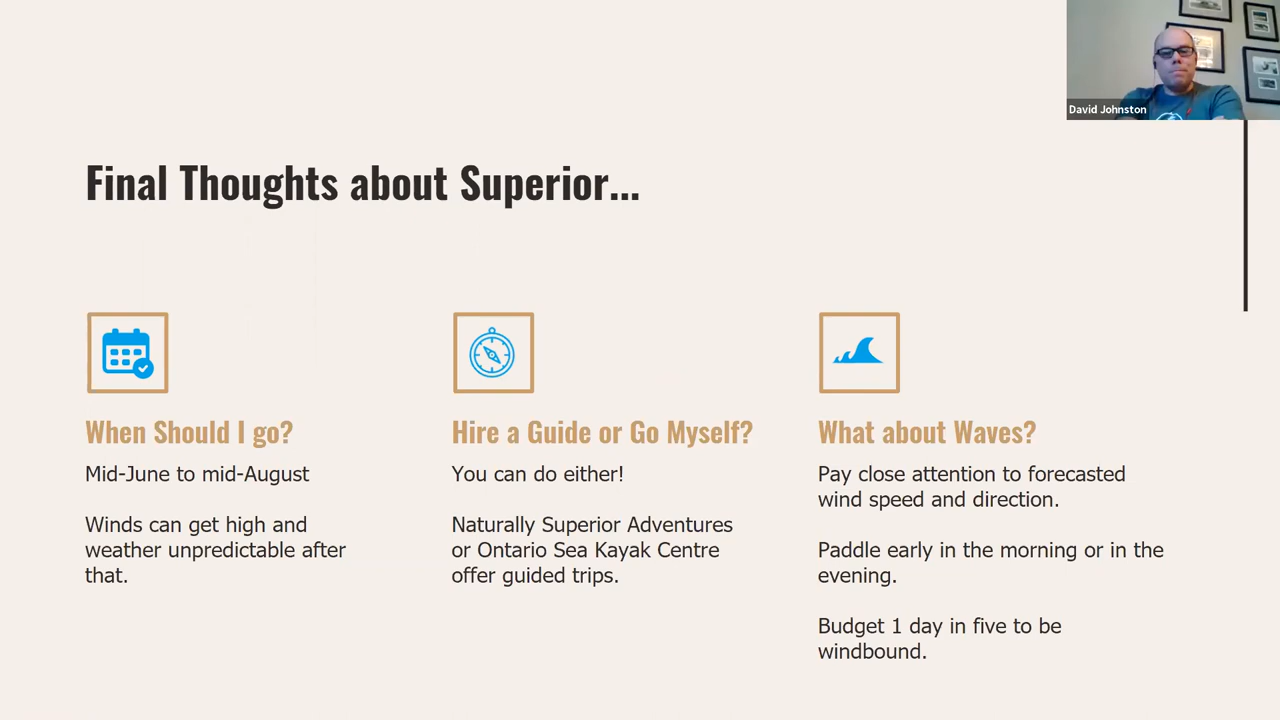 David Johnston
Final Thoughts about Superior...
When Should I go?
Mid-June to mid-August
Winds can get high and
weather unpredictable after
that.
Hire a Guide or Go Myself?
You can do either!
Naturally Superior Adventures
or Ontario Sea Kayak Centre
offer guided trips.
What about Waves?
Pay close attention to forecasted
wind speed and direction.
Paddle early in the morning or in the
evening.
Budget 1 day in five to be
windbound.